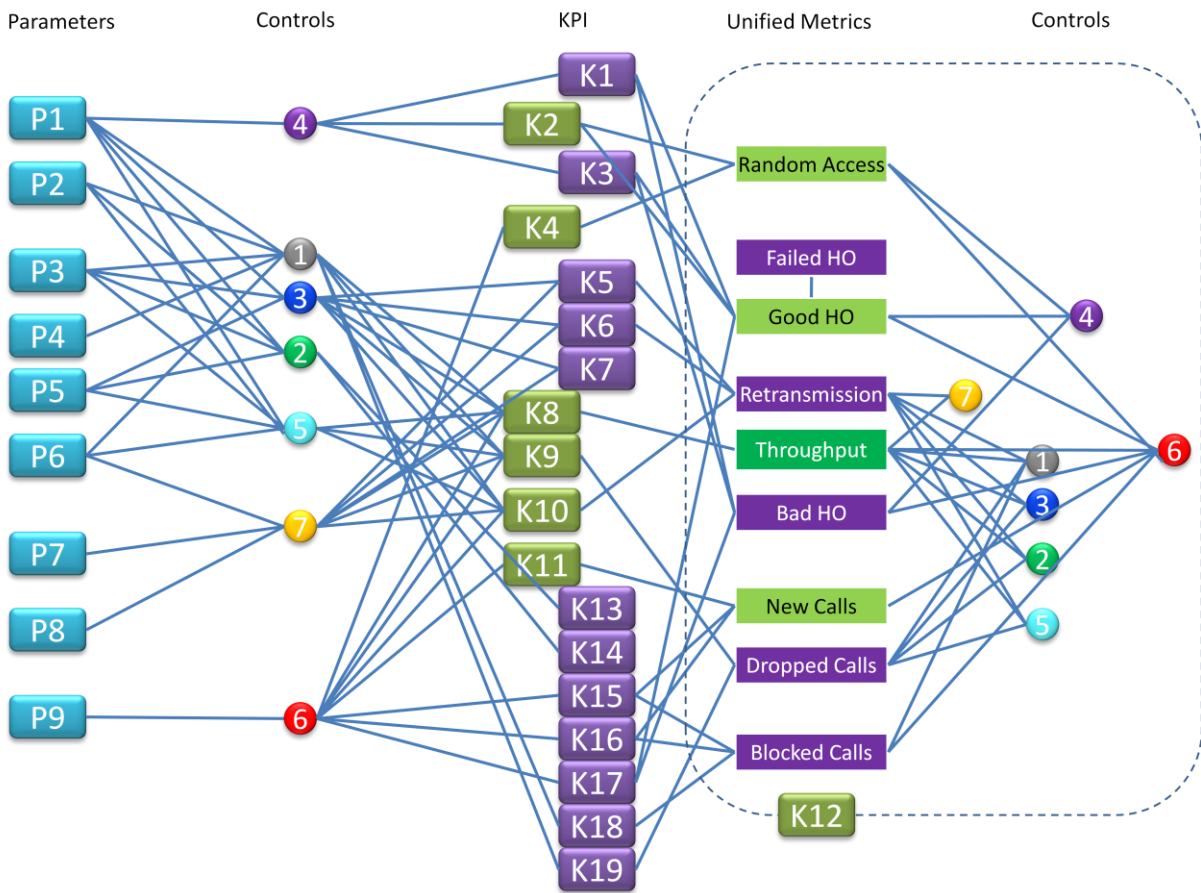 Parameters Controls KPI Unified Metrics Controls
K1
P1 4 K2
K3 Random Access
P2
K4
1 Failed HO
P3 K5
3
K6 Good HO 4
P4
2
K7
P5 Retransmission 7
K8
5
P6 K9 Throughput 6
1
K10 Bad HO 3
7
P7 K11 2
K13 New Calls
P8 5
K14
Dropped Calls
K15
P9 6
K16 Blocked Calls
K17
K18 K12
K19